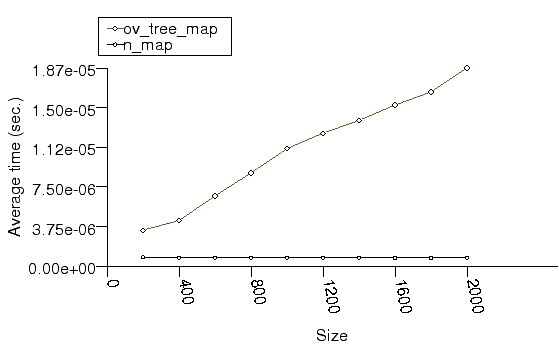 ov_tree_map
n_map
1.87e-05
1.50e-05
1.12e-05
7.50e-06
3.75e-06
0.00e+00
Average time (sec.)
0
400
800
1200
1600
2000
Size